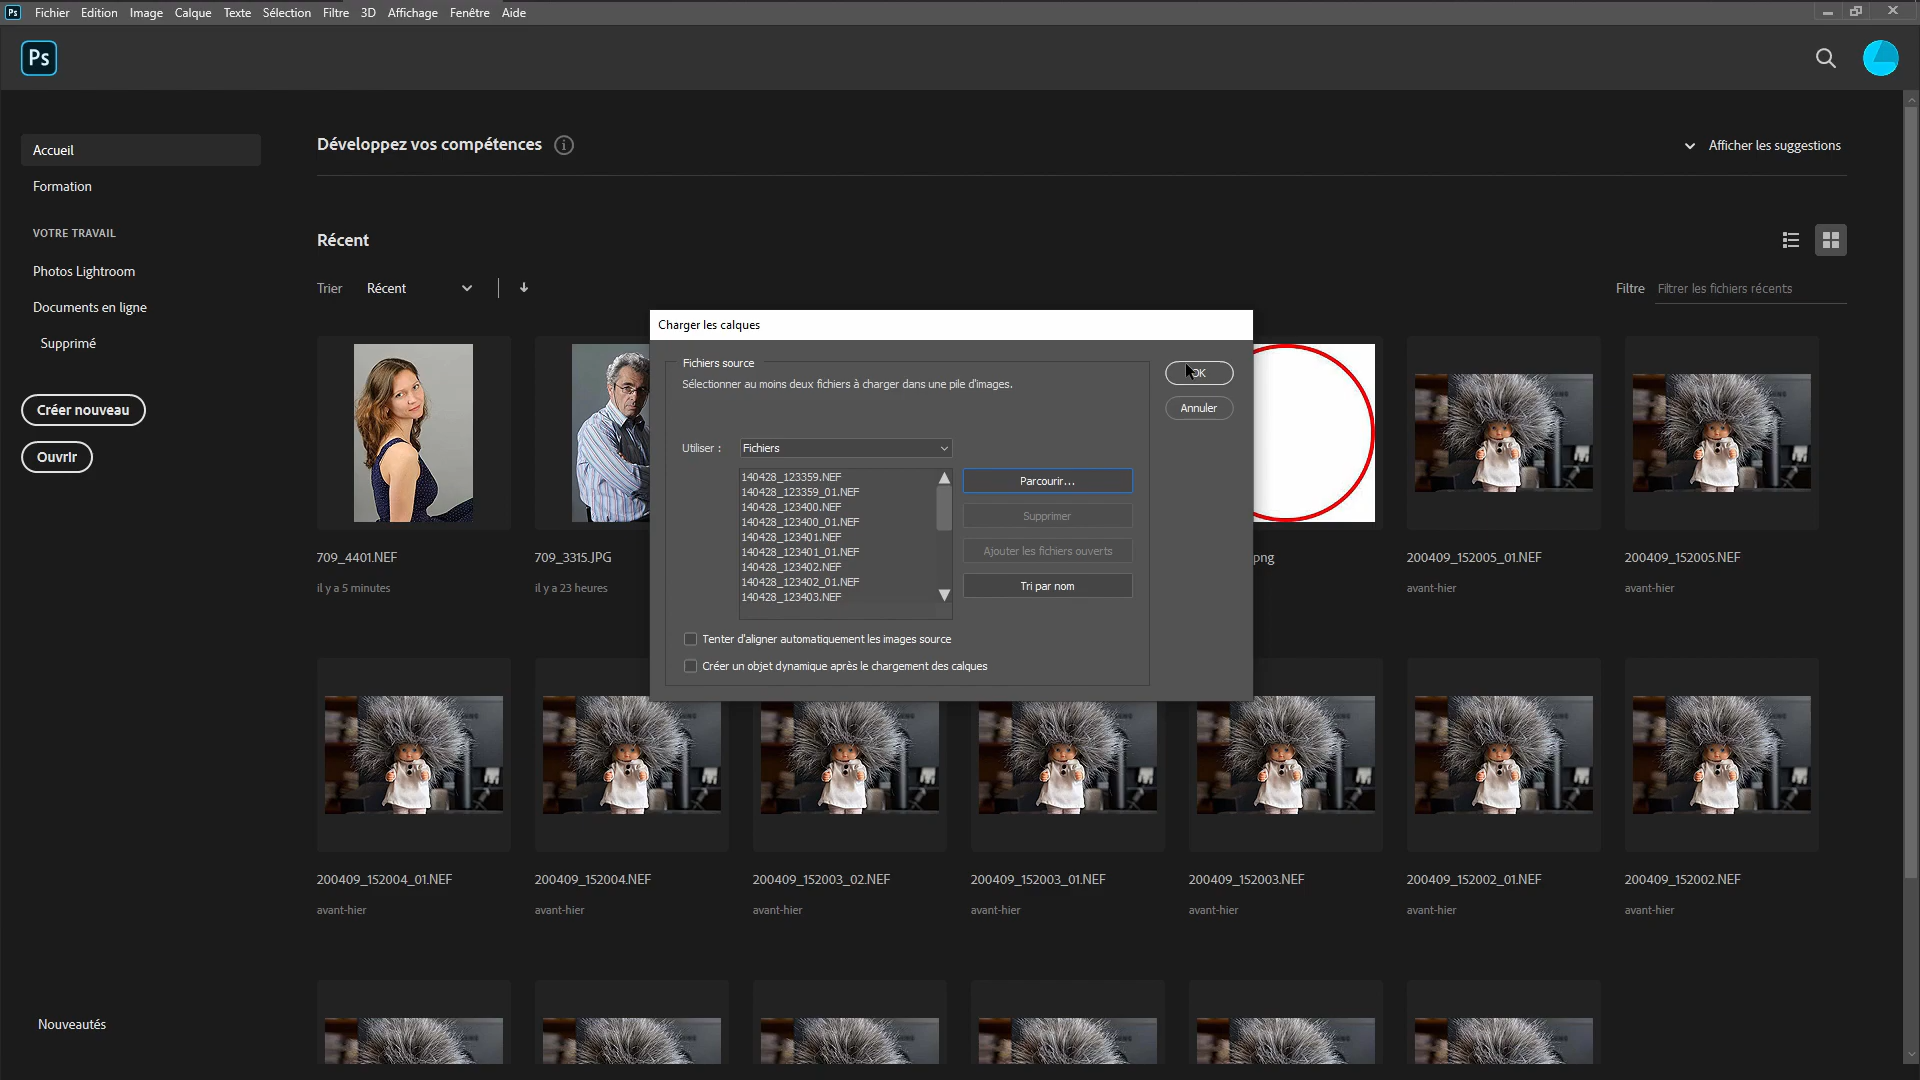 Ps Fichier Edition Image Calque Texte Sélection Filtre 3D Affichage Fenêtre Aide
Ps
Accueil
Formation
VOTRE TRAVAIL
Photos Lightroom
Documents en ligne
Supprimé
Créer nouveau
Ouvrir
Nouveautés
Développez vos compétences
Afficher les suggestions
Récent
Trier Récent
Filtre Filtrer les fichiers récents
Charger les calques
Fichiers source
Sélectionner au moins deux fichiers à charger dans une pile d'images.
OK
Annuler
Utiliser : Fichiers
140428_123359.NEF
140428_123359_01.NEF
140428_123400.NEF
140428_123400_01.NEF
140428_123401.NEF
140428_123401_01.NEF
140428_123402.NEF
140428_123402_01.NEF
140428_123403.NEF
Parcourir...
Supprimer
Ajouter les fichiers ouverts
Tri par nom
Tenter d'aligner automatiquement les images source
Créer un objet dynamique après le chargement des calques
709_4401.NEF
il y a 5 minutes
709_3315.JPG
il y a 23 heures
png
200409_152005_01.NEF
avant-hier
200409_152005.NEF
avant-hier
200409_152004_01.NEF
avant-hier
200409_152004.NEF
avant-hier
200409_152003_02.NEF
avant-hier
200409_152003_01.NEF
avant-hier
200409_152003.NEF
avant-hier
200409_152002_01.NEF
avant-hier
200409_152002.NEF
avant-hier